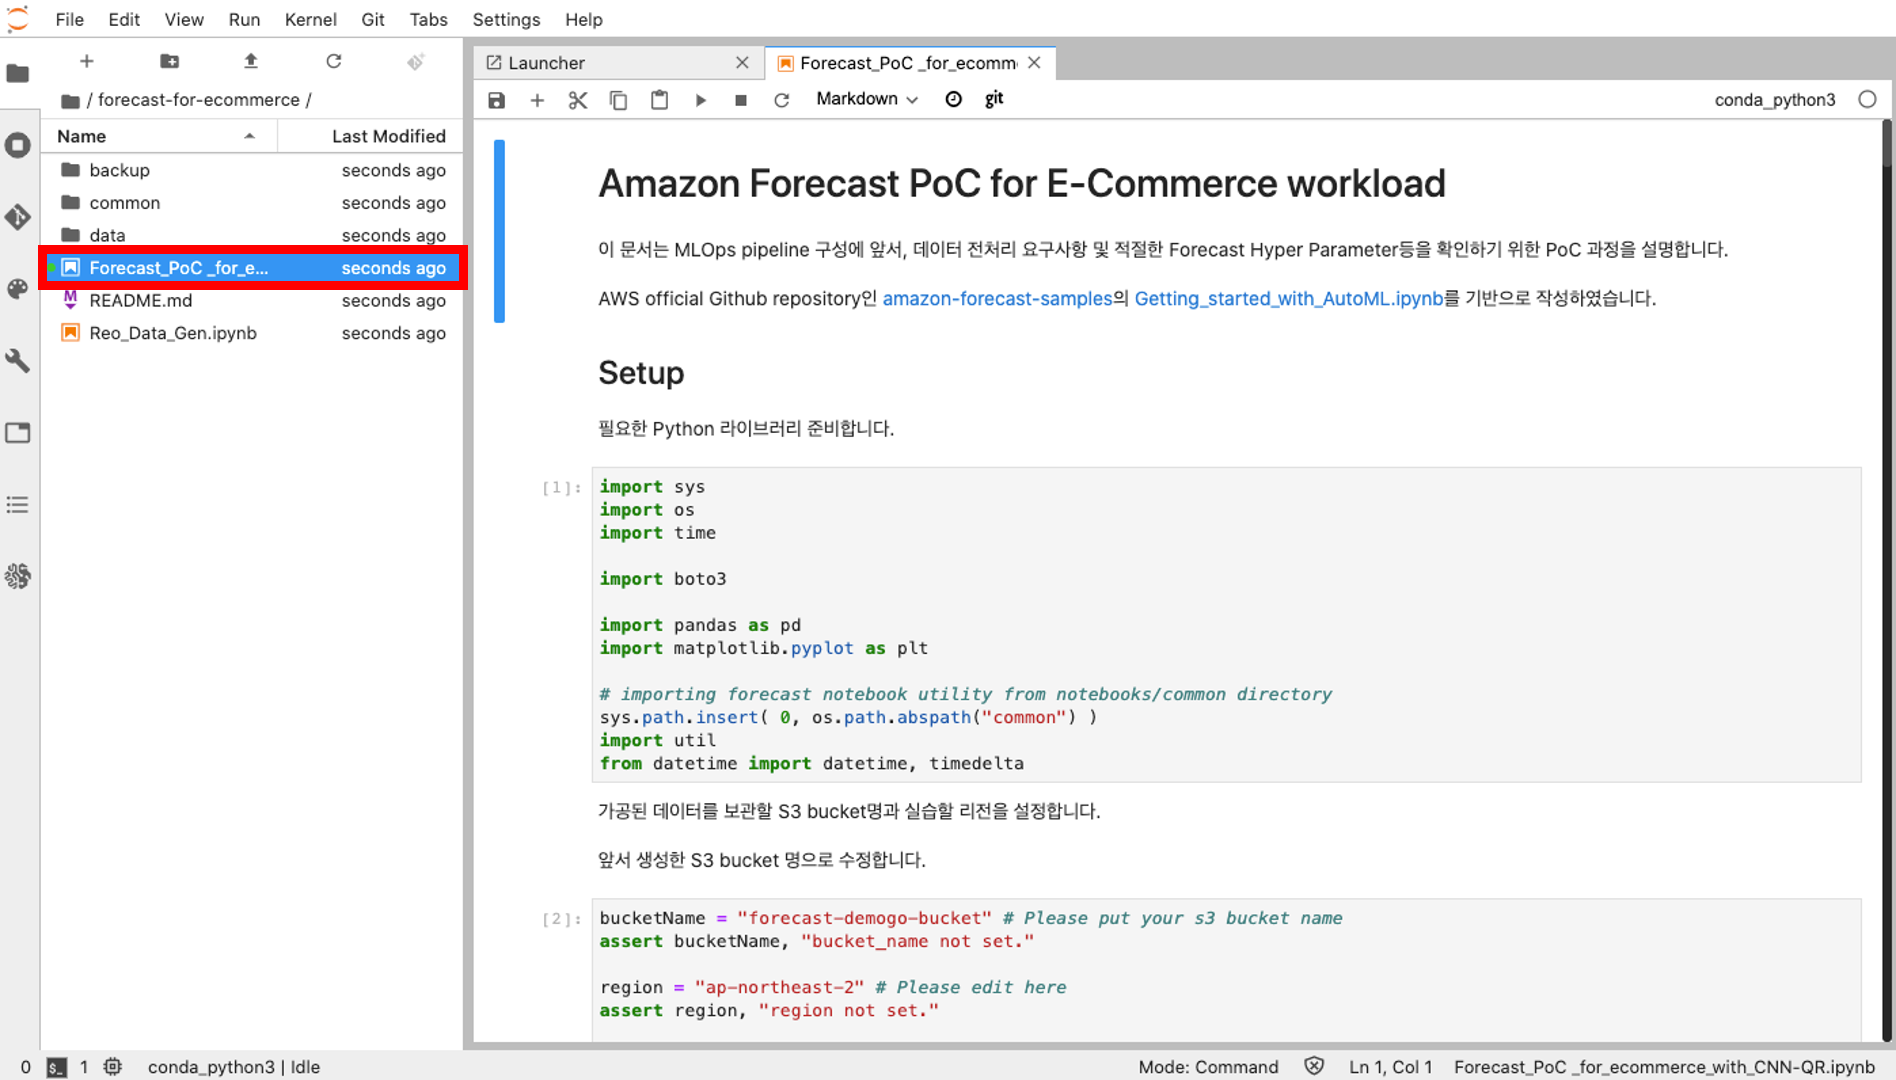 File Edit View Run Kernel Git Tabs Settings Help
/ forecast-for-ecommerce /
Name Last Modified
backup seconds ago
common seconds ago
data seconds ago
Forecast_PoC _for_e... seconds ago
README.md seconds ago
Reo_Data_Gen.ipynb seconds ago
Launcher
Forecast_PoC _for_ecomm
Markdown git conda_python3
Amazon Forecast PoC for E-Commerce workload
이 문서는 MLOps pipeline 구성에 앞서, 데이터 전처리 요구사항 및 적절한 Forecast Hyper Parameter등을 확인하기 위한 PoC 과정을 설명합니다.
AWS official Github repository인 amazon-forecast-samples의 Getting_started_with_AutoML.ipynb를 기반으로 작성하였습니다.
Setup
필요한 Python 라이브러리 준비합니다.
[1]:
import sys
import os
import time
import boto3
import pandas as pd
import matplotlib.pyplot as plt
# importing forecast notebook utility from notebooks/common directory
sys.path.insert( 0, os.path.abspath("common") )
import util
from datetime import datetime, timedelta
가공된 데이터를 보관할 S3 bucket명과 실습할 리전을 설정합니다.
앞서 생성한 S3 bucket 명으로 수정합니다.
[2]:
bucketName = "forecast-demogo-bucket" # Please put your s3 bucket name
assert bucketName, "bucket_name not set."
region = "ap-northeast-2" # Please edit here
assert region, "region not set."
0 $_ 1 conda_python3 | Idle Mode: Command Ln 1, Col 1 Forecast_PoC _for_ecommerce_with_CNN-QR.ipynb